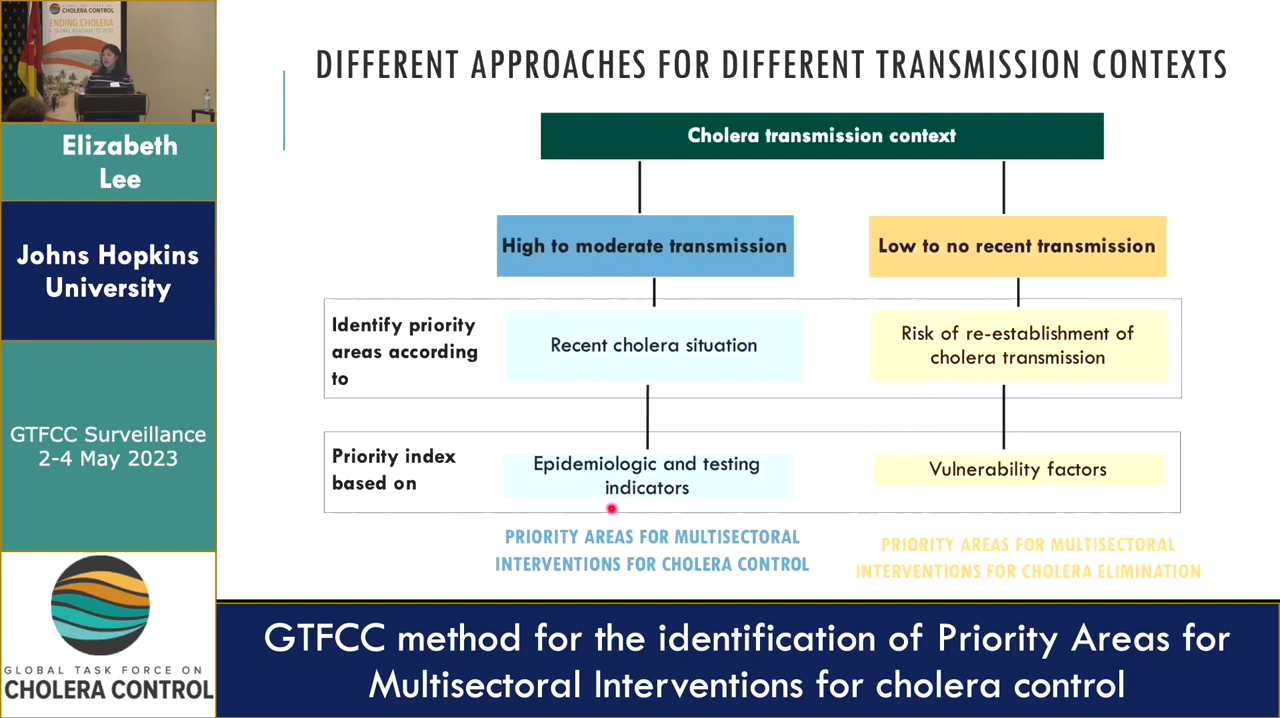 GLOBAL TASK FORCE ON
CHOLERA CONTROL
ENDING CHOLERA
A GLOBAL ROADMAP TO 2030
Elizabeth
Lee
Johns Hopkins
University
GTFCC Surveillance
2-4 May 2023
GLOBAL TASK FORCE ON
CHOLERA CONTROL
DIFFERENT APPROACHES FOR DIFFERENT TRANSMISSION CONTEXTS
Cholera transmission context
High to moderate transmission
Low to no recent transmission
Identify priority
areas according
to
Recent cholera situation
Risk of re-establishment of
cholera transmission
Priority index
based on
Epidemiologic and testing
indicators
Vulnerability factors
PRIORITY AREAS FOR MULTISECTORAL
INTERVENTIONS FOR CHOLERA CONTROL
PRIORITY AREAS FOR MULTISECTORAL
INTERVENTIONS FOR CHOLERA ELIMINATION
GTFCC method for the identification of Priority Areas for
Multisectoral Interventions for cholera control